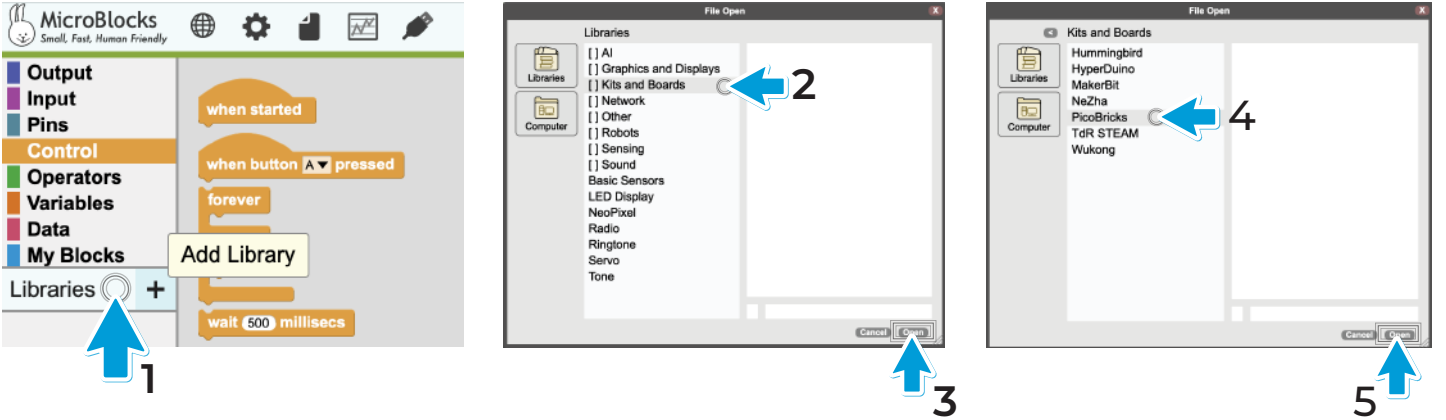 MicroBlocks
Small, Fast, Human Friendly
Output
Input
Pins
Control
Operators
Variables
Data
My Blocks
Libraries +
when started
when button A pressed
forever
Add Library
wait 500 millisecs
1
File Open
X
Libraries
Libraries
Computer
[ ] AI
[ ] Graphics and Displays
[ ] Kits and Boards
[ ] Network
[ ] Other
[ ] Robots
[ ] Sensing
[ ] Sound
Basic Sensors
LED Display
NeoPixel
Radio
Ringtone
Servo
Tone
2
Cancel Open
3
File Open
X
Kits and Boards
Libraries
Computer
Hummingbird
HyperDuino
MakerBit
NeZha
PicoBricks
TdR STEAM
Wukong
4
Cancel Open
5